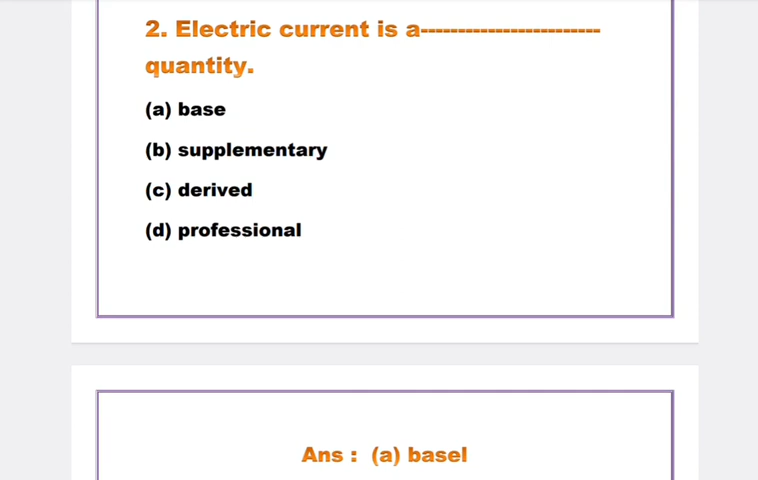 2. Electric current is a------------------------
quantity.
(a) base
(b) supplementary
(c) derived
(d) professional
Ans : (a) basel